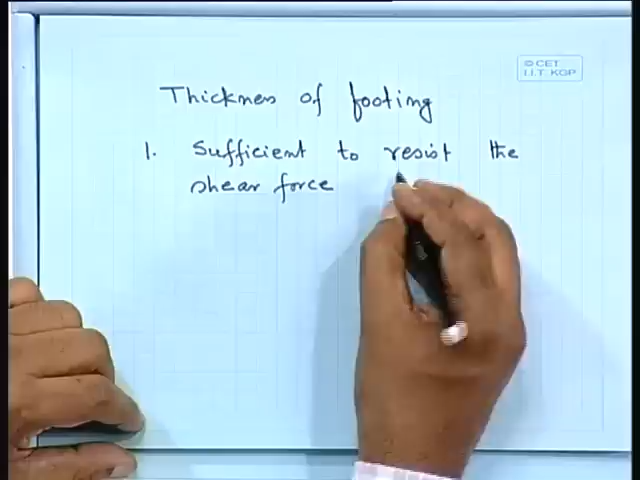 © CET
I.I.T. KGP
Thickness of footing
1. Sufficient to resist the
shear force